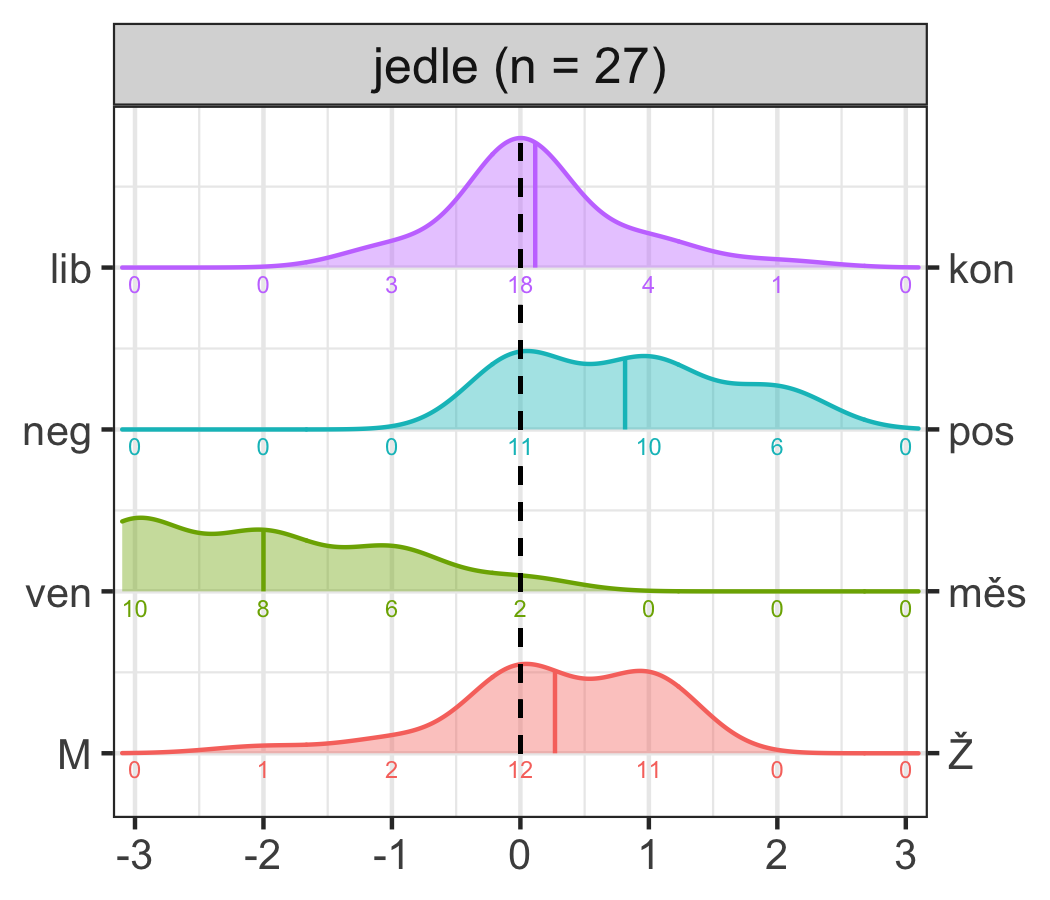 jedle (n = 27)
lib kon
0 0 3 18 4 1 0
neg pos
0 0 0 11 10 6 0
ven měs
10 8 6 2 0 0 0
M Ž
0 1 2 12 11 0 0
-3 -2 -1 0 1 2 3